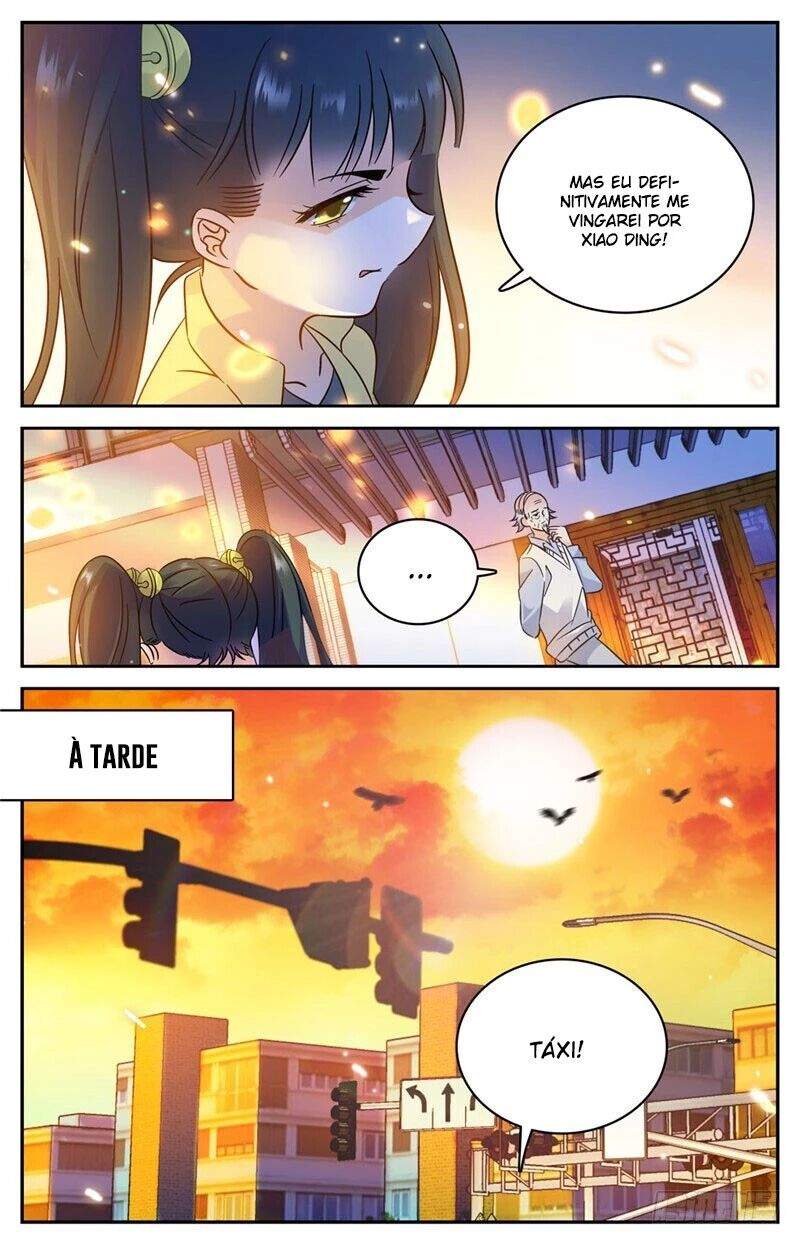 MAS EU DEFI-
NITIVAMENTE ME
VINGAREI POR
XIAO DING!
...
À TARDE
TÁXI!